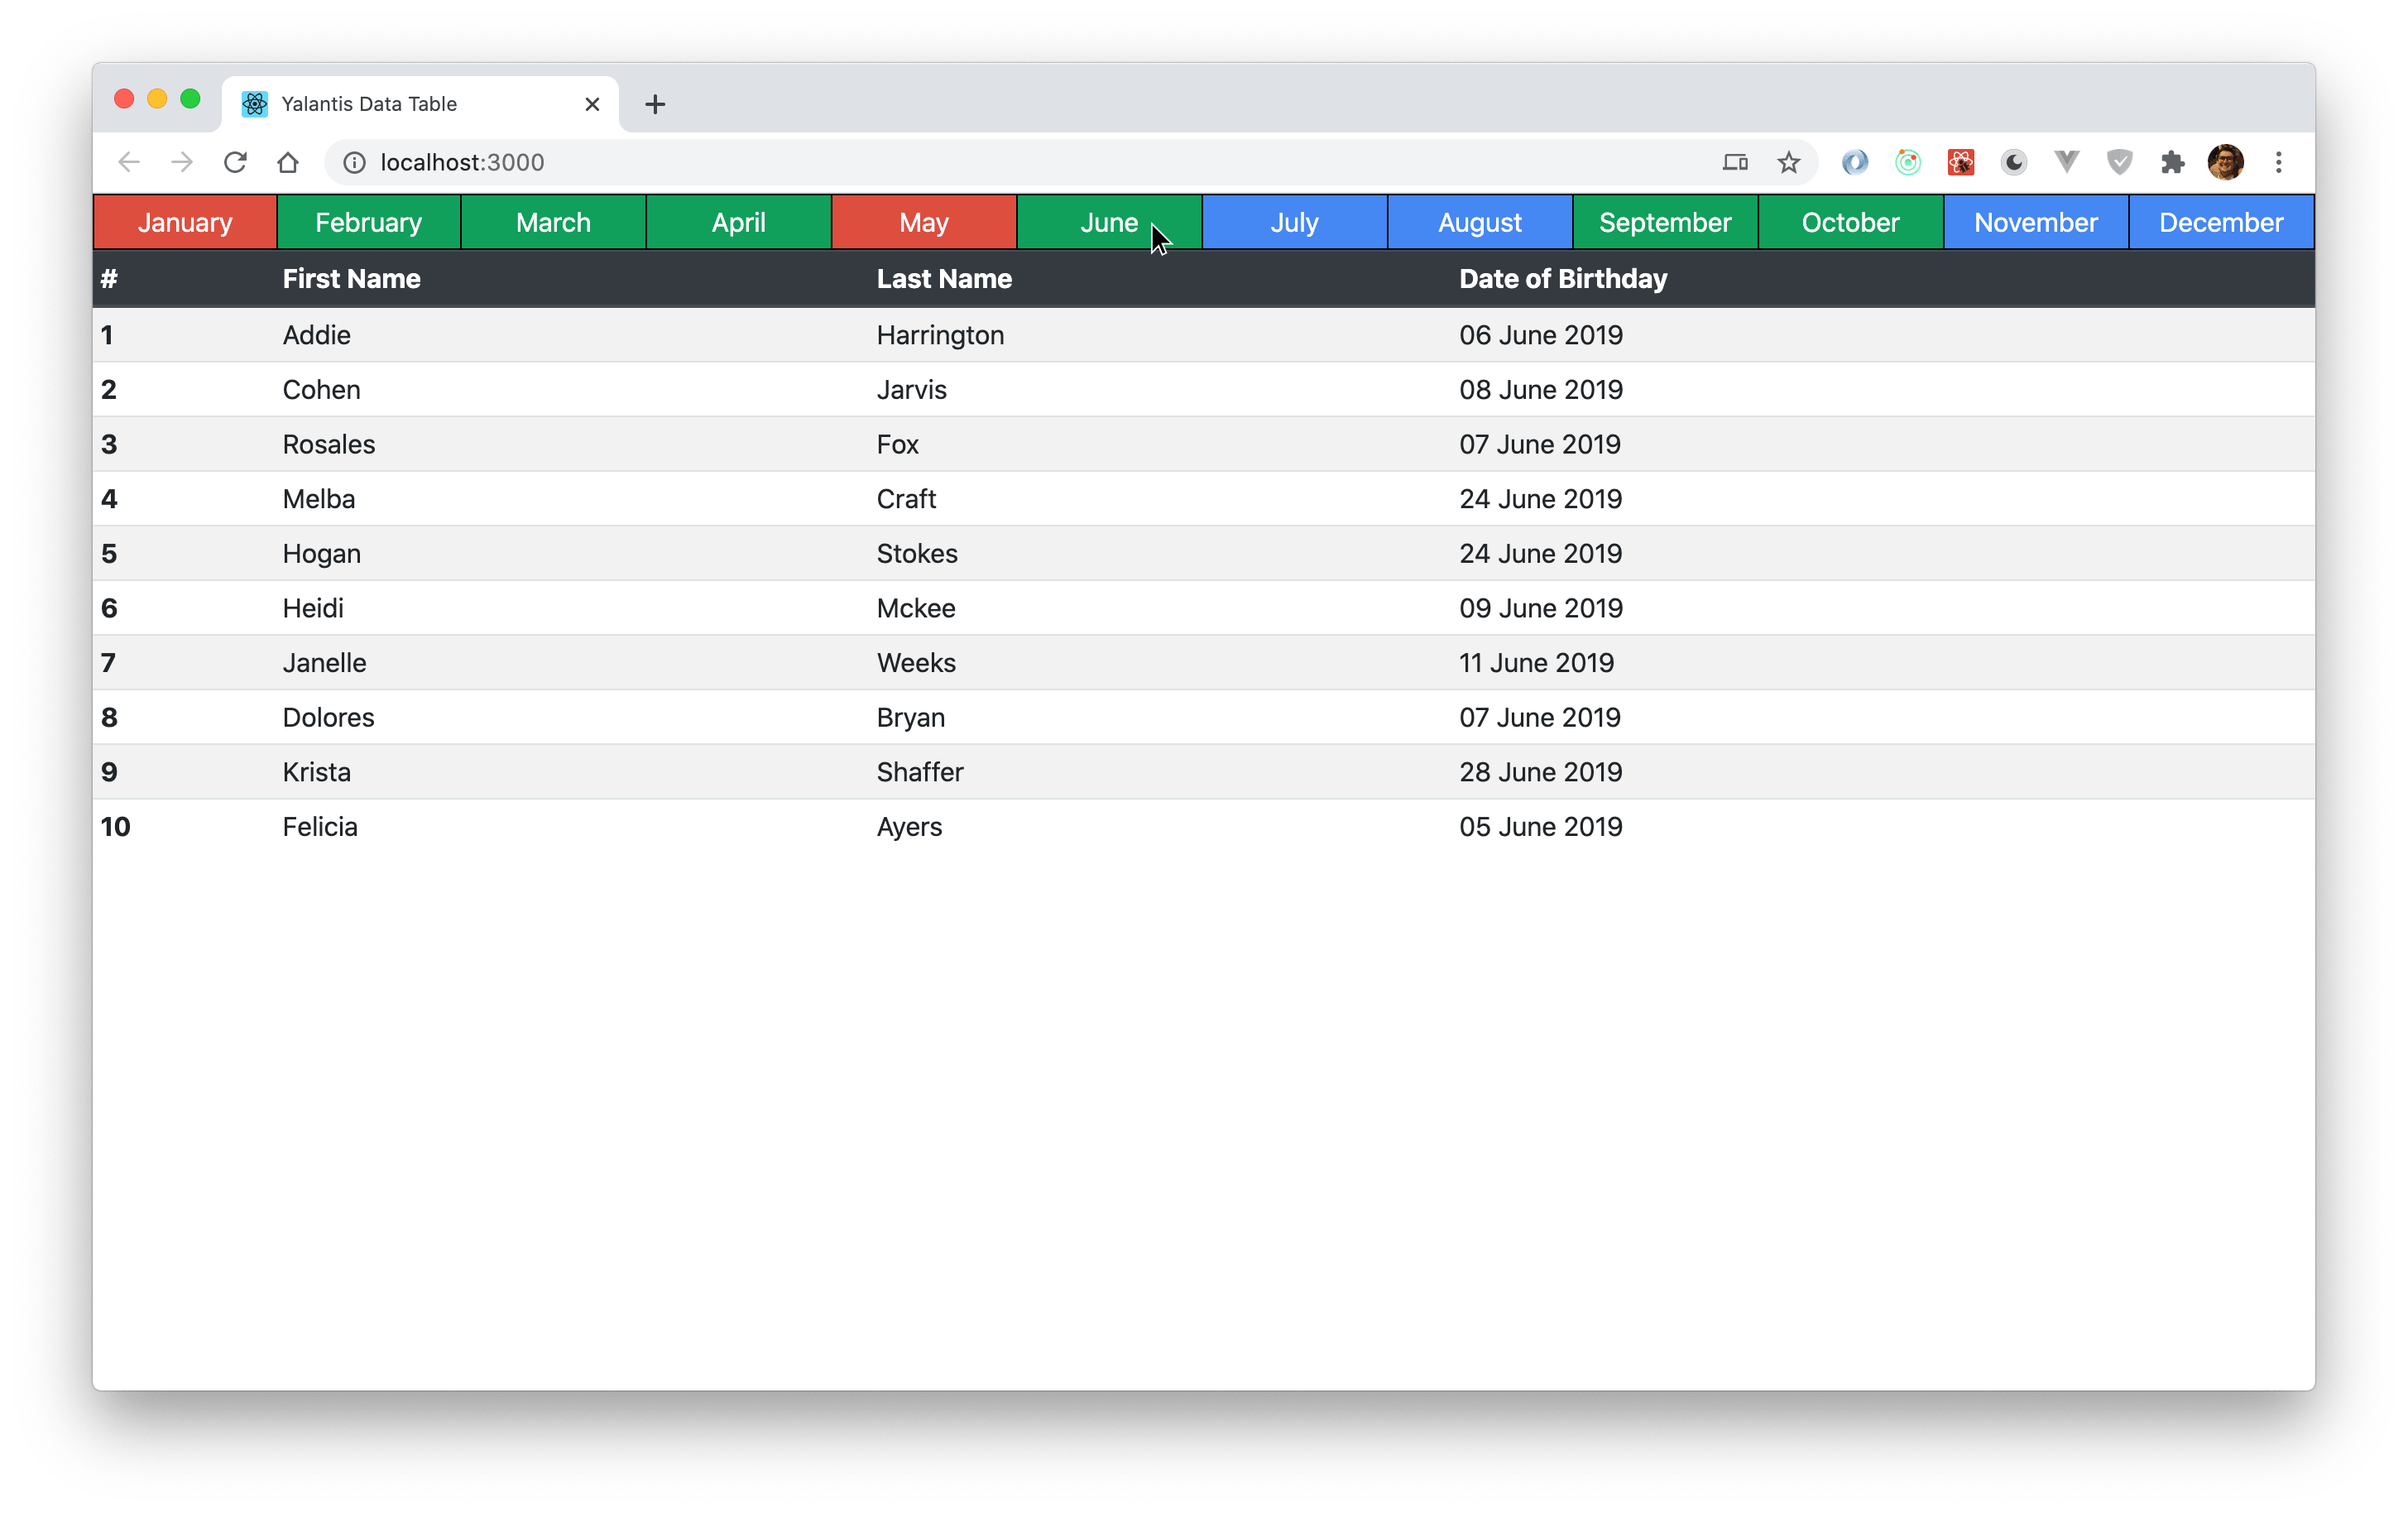 Yalantis Data Table
localhost:3000
January February March April May June July August September October November December
# First Name Last Name Date of Birthday
1 Addie Harrington 06 June 2019
2 Cohen Jarvis 08 June 2019
3 Rosales Fox 07 June 2019
4 Melba Craft 24 June 2019
5 Hogan Stokes 24 June 2019
6 Heidi Mckee 09 June 2019
7 Janelle Weeks 11 June 2019
8 Dolores Bryan 07 June 2019
9 Krista Shaffer 28 June 2019
10 Felicia Ayers 05 June 2019